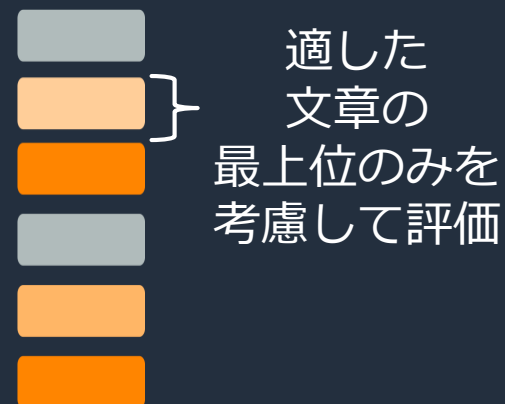 適した
文章の
最上位のみを
考慮して評価